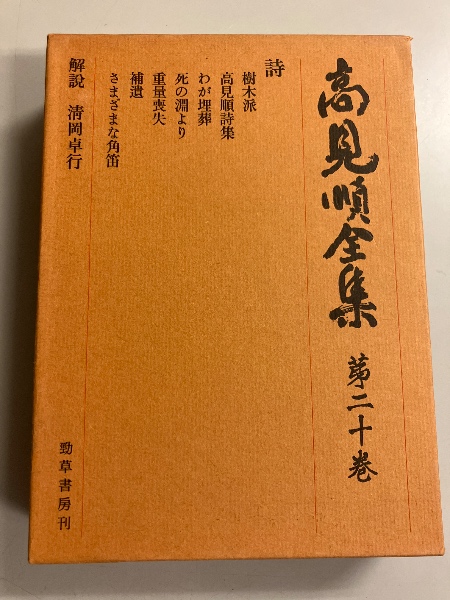 高見順全集 第二十巻
詩
樹木派
高見順詩集
わが埋葬
死の淵より
重量喪失
補遺
さまざまな角笛
解説 清岡卓行
勁草書房刊